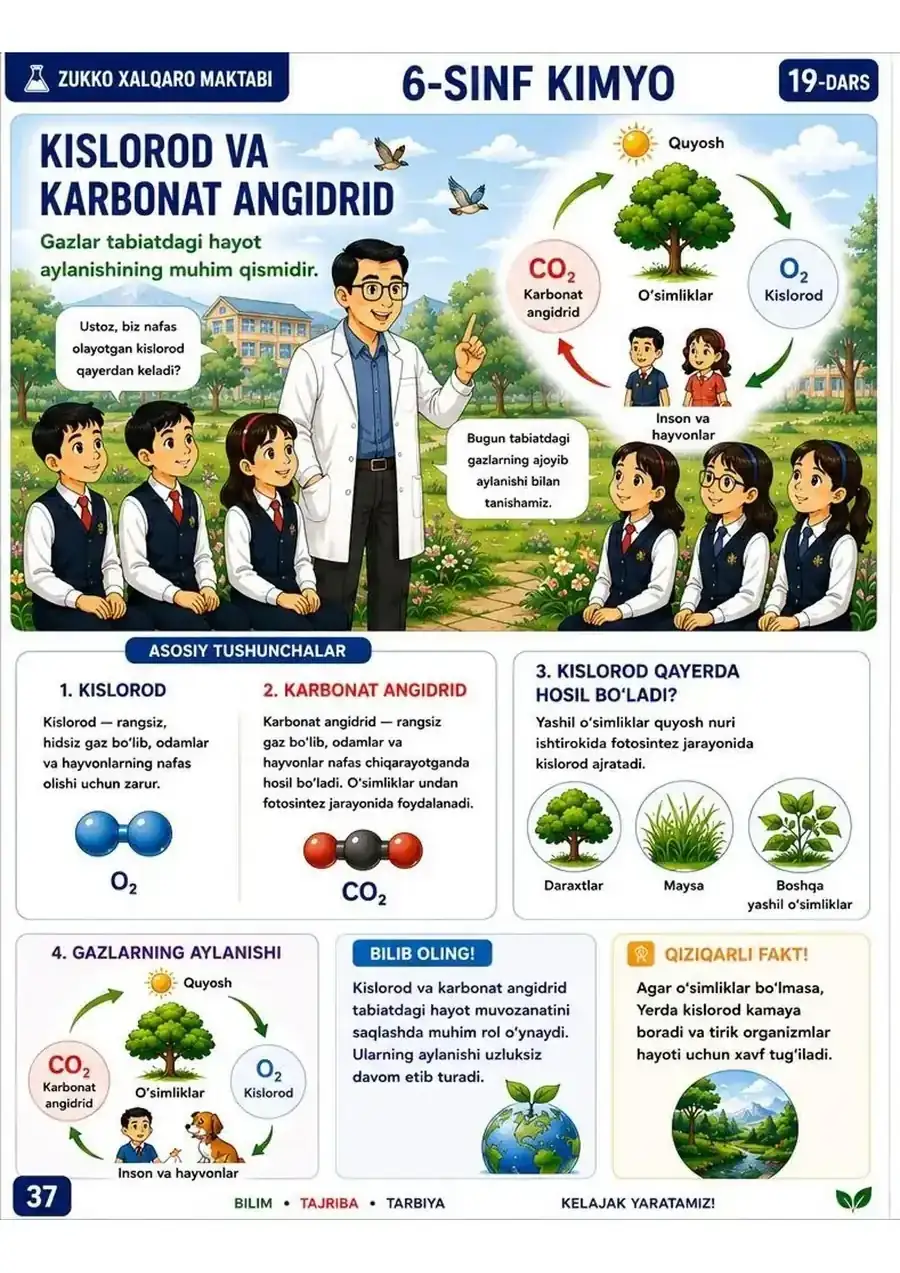 ZUKKO XALQARO MAKTABI
6-SINF KIMYO
19-DARS
KISLOROD VA
KARBONAT ANGIDRID
Gazlar tabiatdagi hayot
aylanishining muhim qismidir.
Ustoz, biz nafas
olayotgan kislorod
qayerdan keladi?
Bugun tabiatdagi
gazlarning ajoyib
aylanishi bilan
tanishamiz.
Quyosh
CO₂
Karbonat
angidrid
O‘simliklar
O₂
Kislorod
Inson va
hayvonlar
ASOSIY TUSHUNCHALAR
1. KISLOROD
Kislorod — rangsiz,
hidsiz gaz bo‘lib, odamlar
va hayvonlarning nafas
olishi uchun zarur.
O₂
2. KARBONAT ANGIDRID
Karbonat angidrid — rangsiz
gaz bo‘lib, odamlar va
hayvonlar nafas chiqarayotganda
hosil bo‘ladi. O‘simliklar undan
fotosintez jarayonida foydalanadi.
CO₂
3. KISLOROD QAYERDA
HOSIL BO‘LADI?
Yashil o‘simliklar quyosh nuri
ishtirokida fotosintez jarayonida
kislorod ajratadi.
Daraxtlar
Maysa
Boshqa
yashil o‘simliklar
4. GAZLARNING AYLANISHI
Quyosh
CO₂
Karbonat
angidrid
O‘simliklar
O₂
Kislorod
Inson va hayvonlar
BILIB OLING!
Kislorod va karbonat angidrid
tabiatdagi hayot muvozanatini
saqlashda muhim rol o‘ynaydi.
Ularning aylanishi uzluksiz
davom etib turadi.
QIZIQARLI FAKT!
Agar o‘simliklar bo‘lmasa,
Yerda kislorod kamaya
boradi va tirik organizmlar
hayoti uchun xavf tug‘iladi.
37
BILIM • TAJRIBA • TARBIYA
KELAJAK YARATAMIZ!